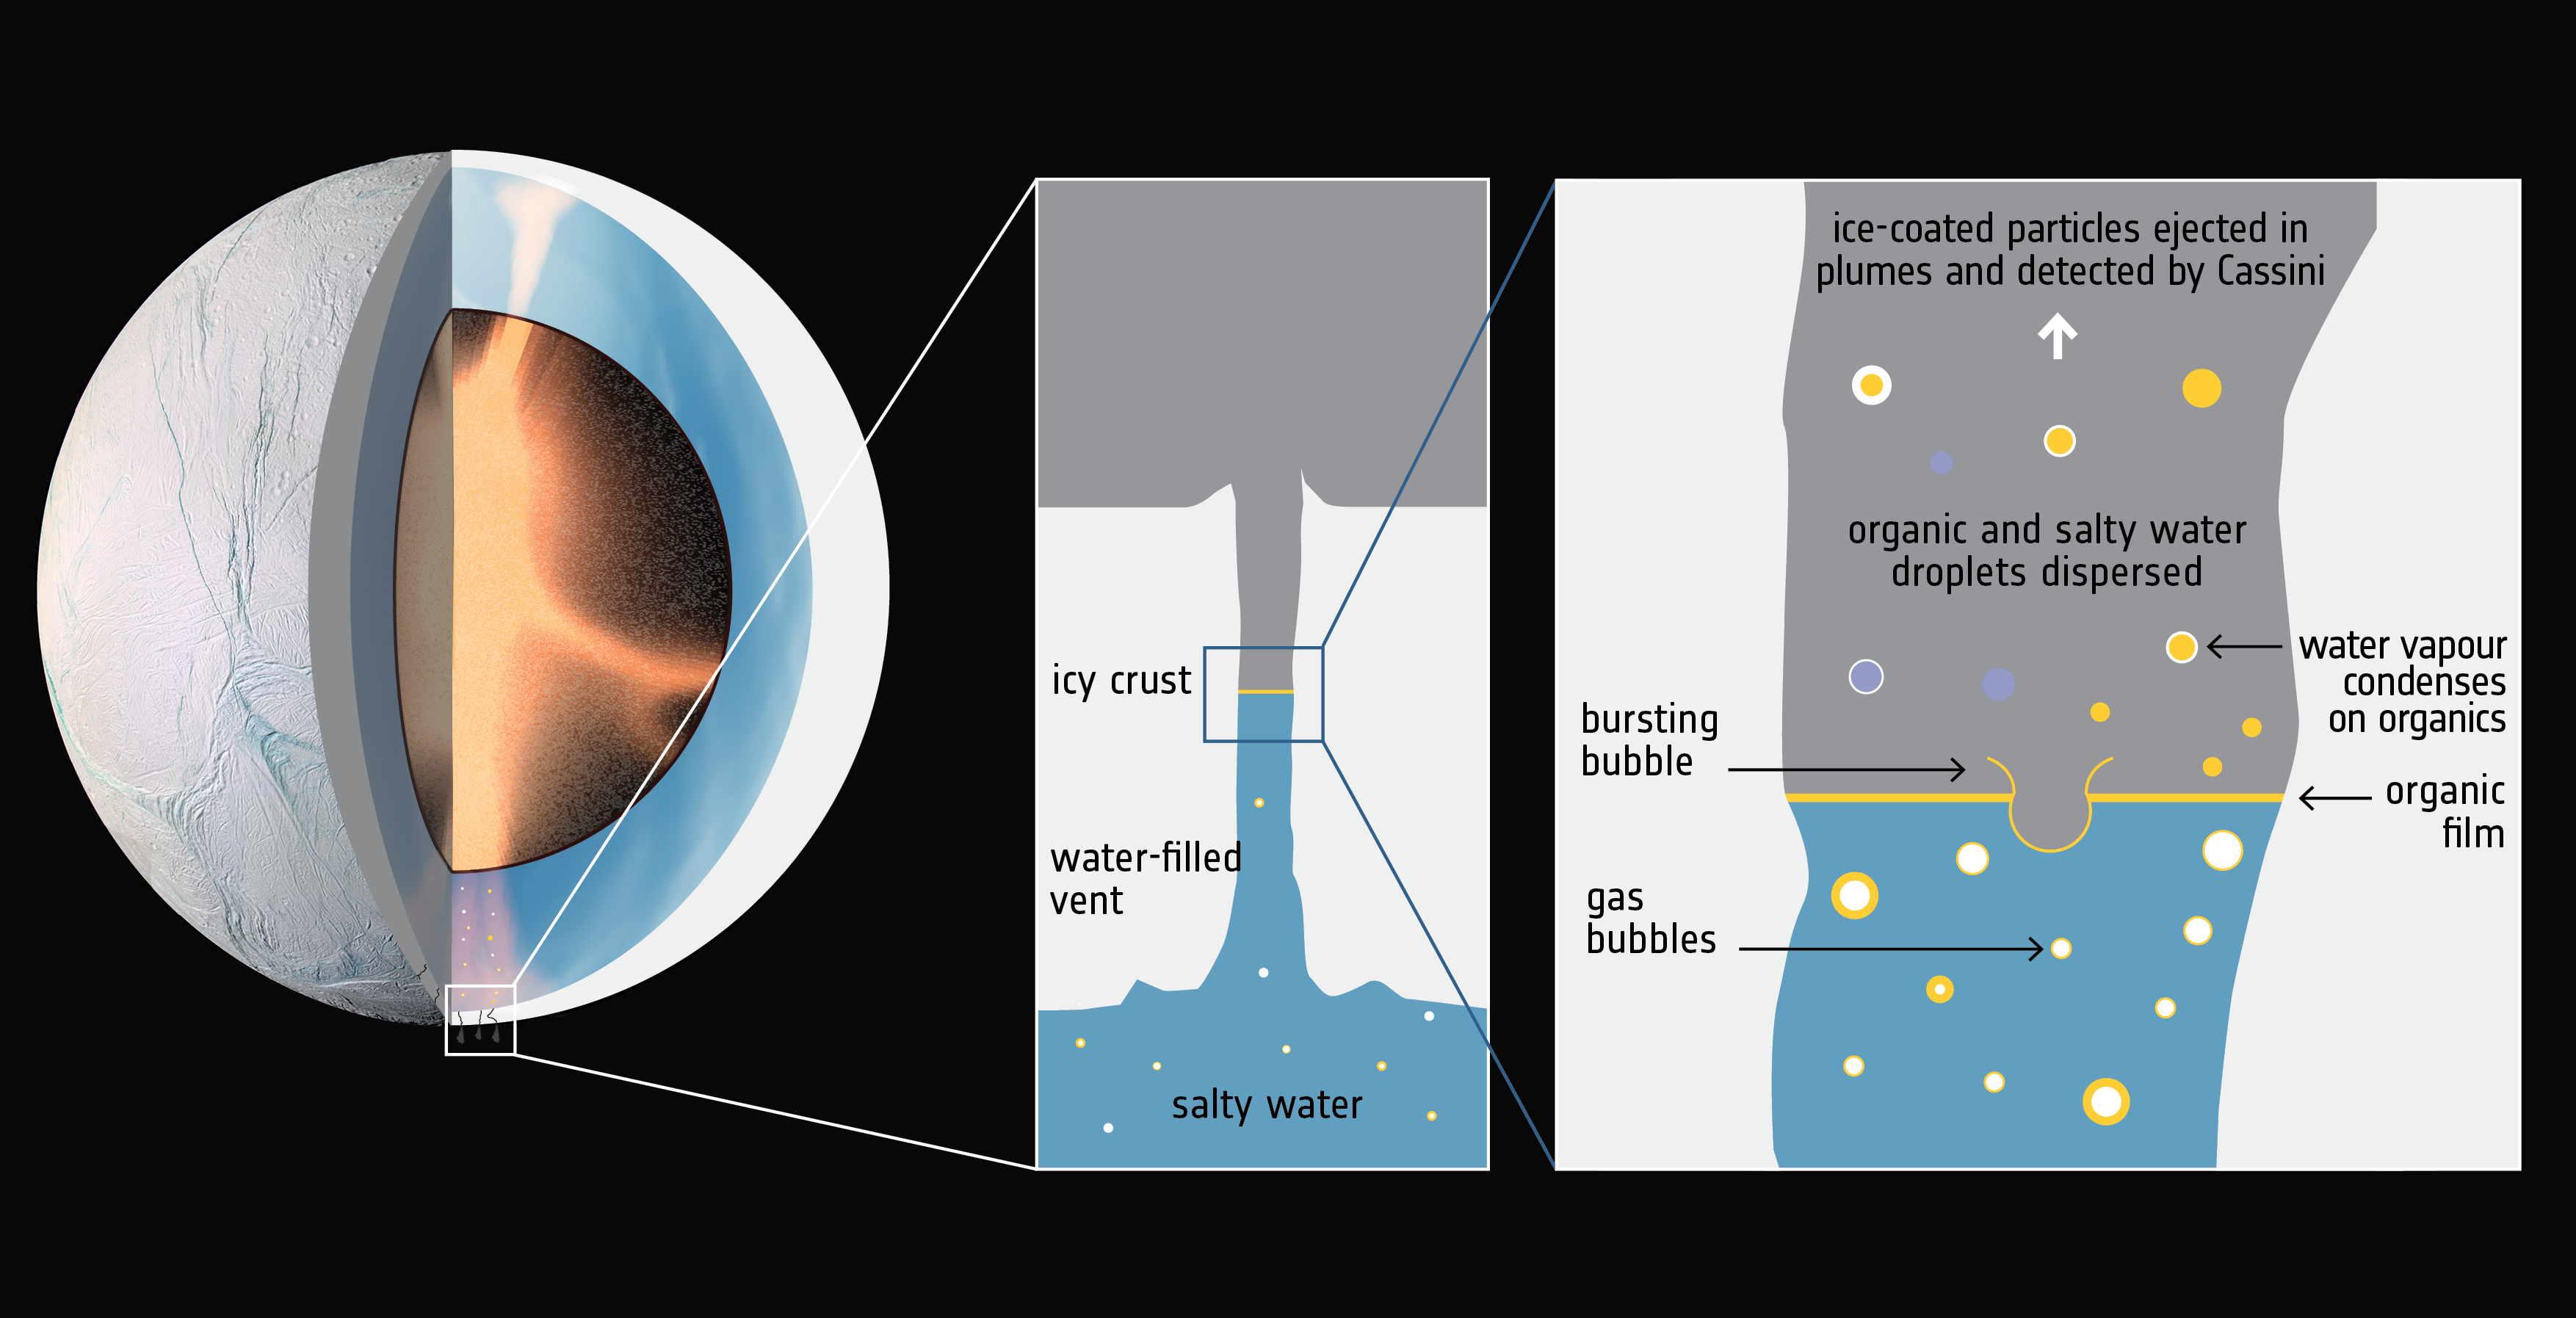 icy crust
water-filled
vent
salty water
ice-coated particles ejected in
plumes and detected by Cassini
organic and salty water
droplets dispersed
water vapour
condenses
on organics
bursting
bubble
organic
film
gas
bubbles